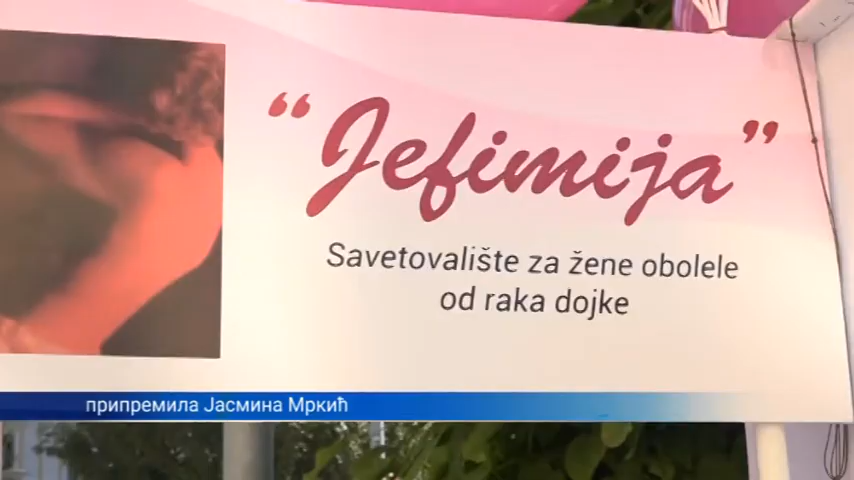 “Jefimija”
Savetovalište za žene obolele
od raka dojke
припремила Јасмина Мркић